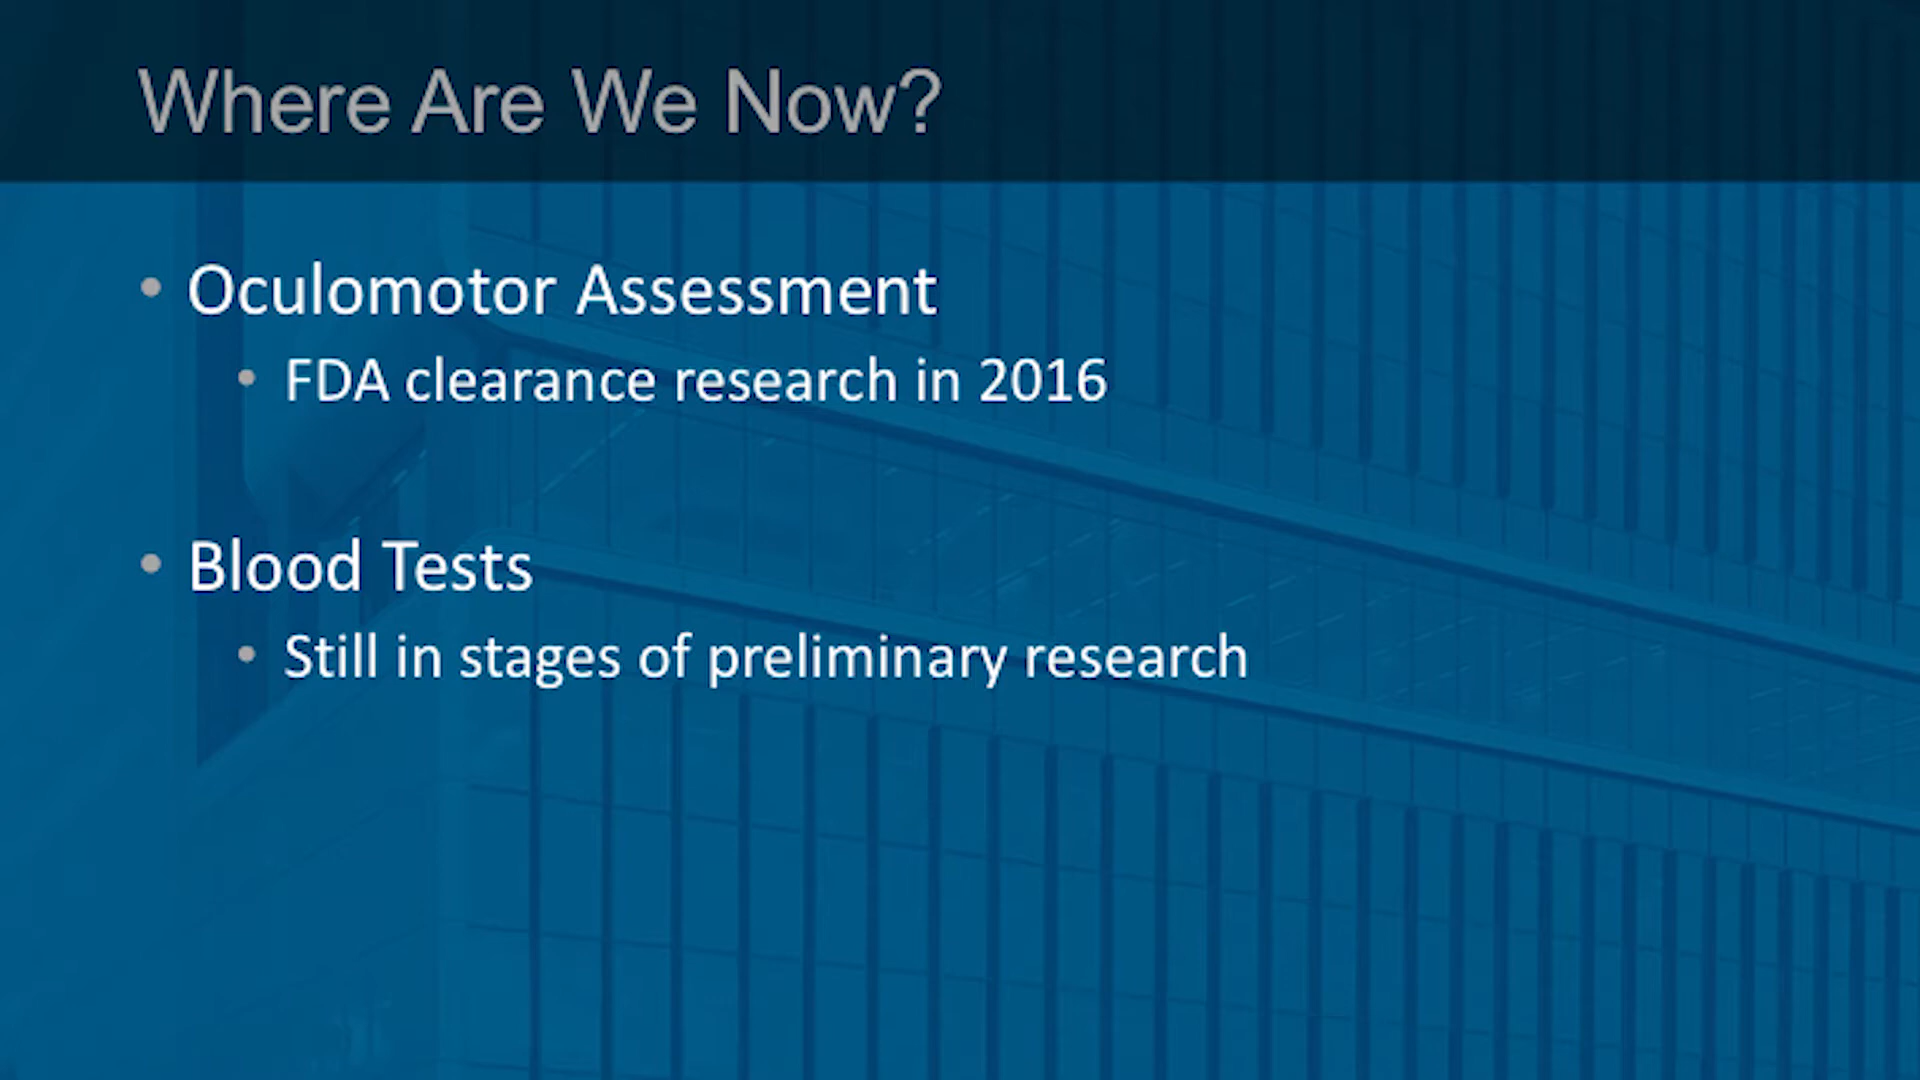 Where Are We Now?
• Oculomotor Assessment
• FDA clearance research in 2016
• Blood Tests
• Still in stages of preliminary research